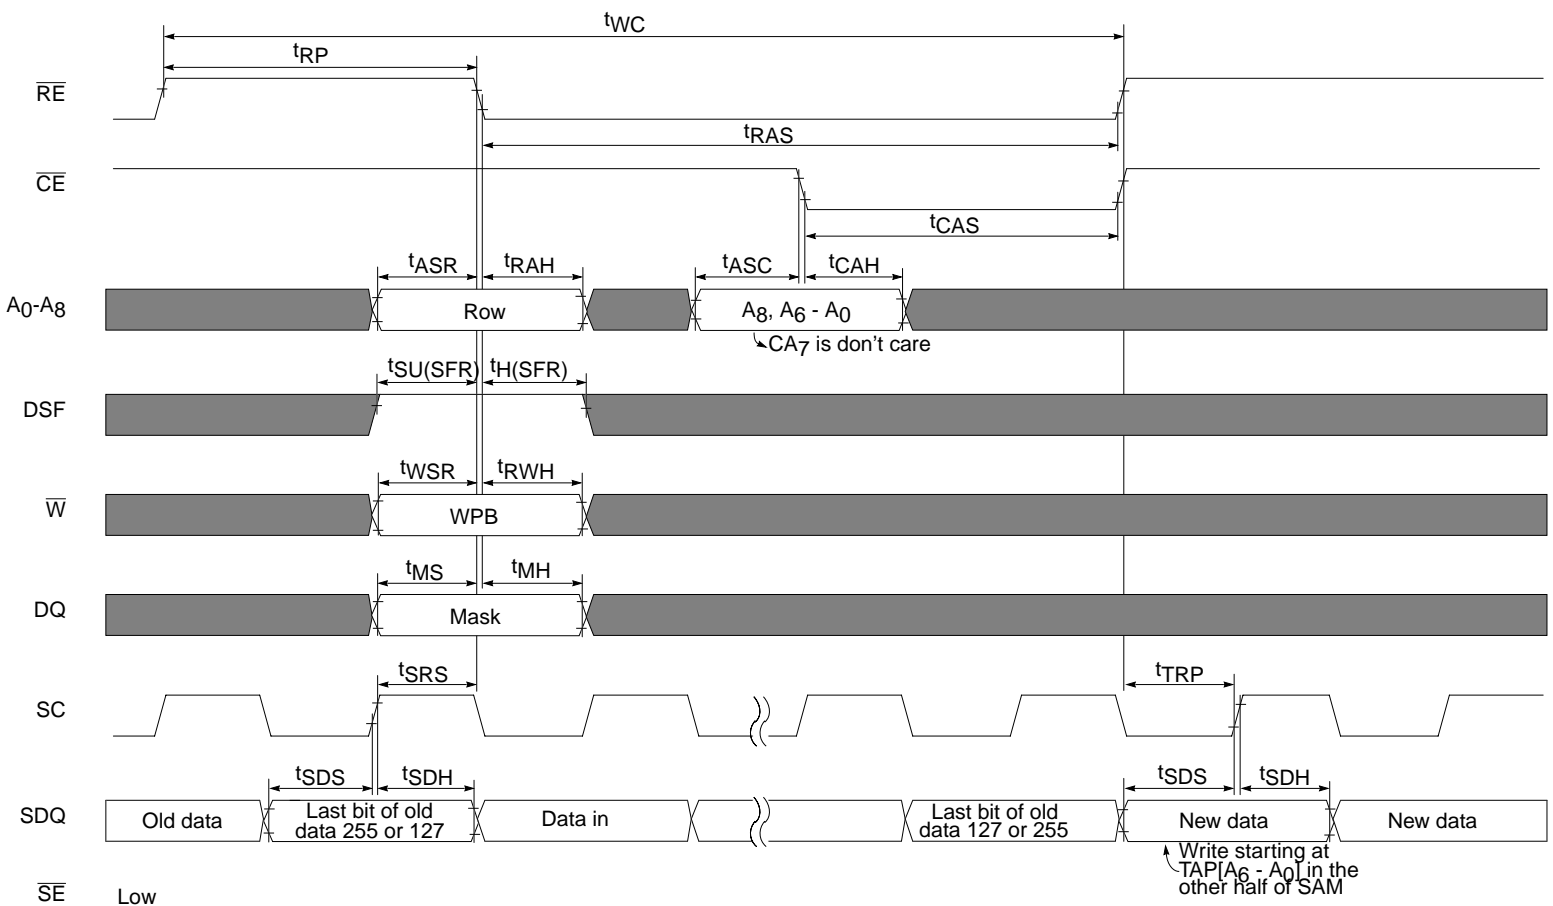 tWC
tRP
RE
tRAS
CE
tCAS
tASR
tRAH
tASC
tCAH
A0-A8
Row
A8, A6 - A0
CA7 is don't care
tSU(SFR)
tH(SFR)
DSF
tWSR
tRWH
W
WPB
tMS
tMH
DQ
Mask
tSRS
tTRP
SC
tSDS
tSDH
tSDS
tSDH
SDQ
Old data
Last bit of old
data 255 or 127
Data in
Last bit of old
data 127 or 255
New data
New data
Write starting at
TAP[A6 - A0] in the
other half of SAM
SE
Low